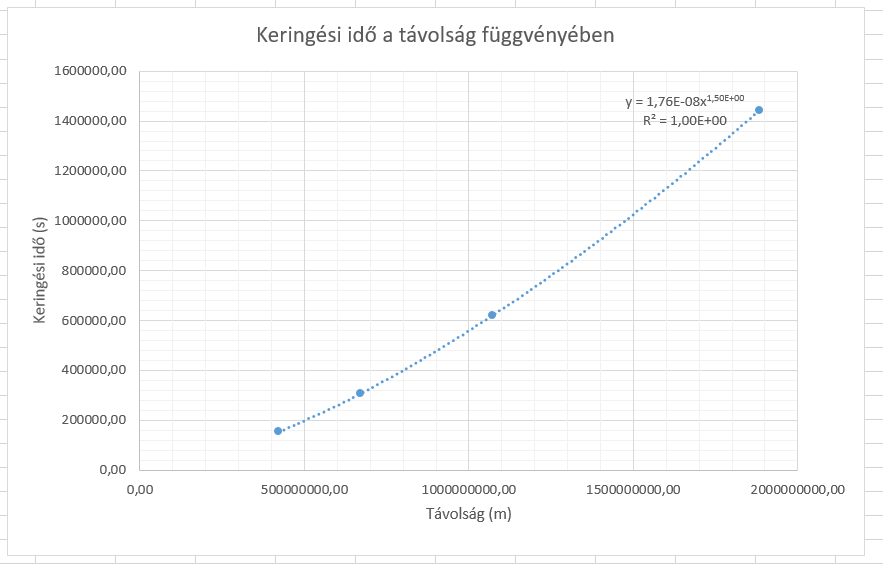 Keringési idő a távolság függvényében
1600000,00
y = 1,76E-08x^1,50E+00
R² = 1,00E+00
1400000,00
1200000,00
1000000,00
800000,00
600000,00
400000,00
200000,00
0,00
Keringési idő (s)
0,00 500000000,00 1000000000,00 1500000000,00 2000000000,00
Távolság (m)